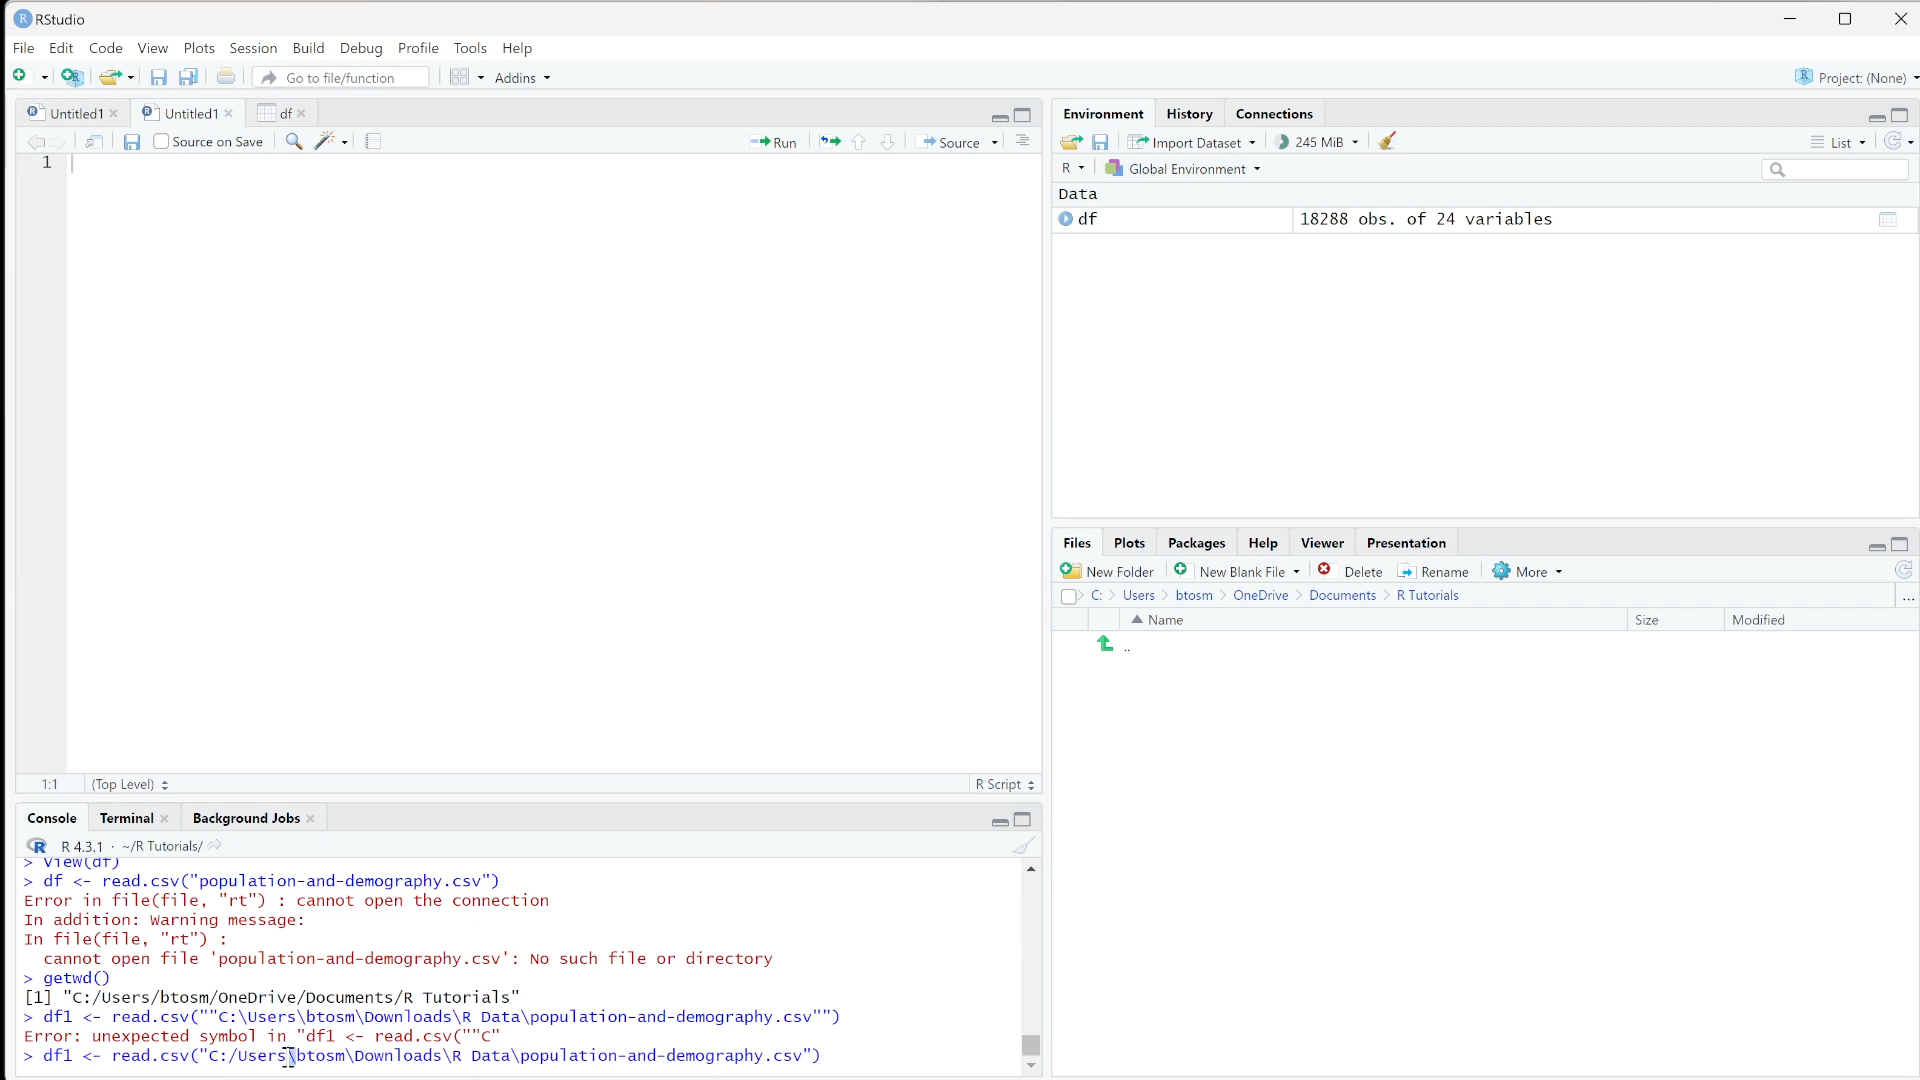 RStudio
File Edit Code View Plots Session Build Debug Profile Tools Help
Go to file/function Addins Project: (None)
Untitled1 Untitled1 df
Source on Save Run Source
1
1:1 (Top Level) R Script
Console Terminal Background Jobs
R 4.3.1 · ~/R Tutorials/
> View(df)
> df <- read.csv("population-and-demography.csv")
Error in file(file, "rt") : cannot open the connection
In addition: Warning message:
In file(file, "rt") :
cannot open file 'population-and-demography.csv': No such file or directory
> getwd()
[1] "C:/Users/btosm/OneDrive/Documents/R Tutorials"
> df1 <- read.csv(""C:\Users\btosm\Downloads\R Data\population-and-demography.csv"")
Error: unexpected symbol in "df1 <- read.csv(""C"
> df1 <- read.csv("C:/Users\btosm\Downloads\R Data\population-and-demography.csv")
Environment History Connections
Import Dataset 245 MiB List
R Global Environment
Data
df 18288 obs. of 24 variables
Files Plots Packages Help Viewer Presentation
New Folder New Blank File Delete Rename More
C: > Users > btosm > OneDrive > Documents > R Tutorials ...
Name Size Modified
..